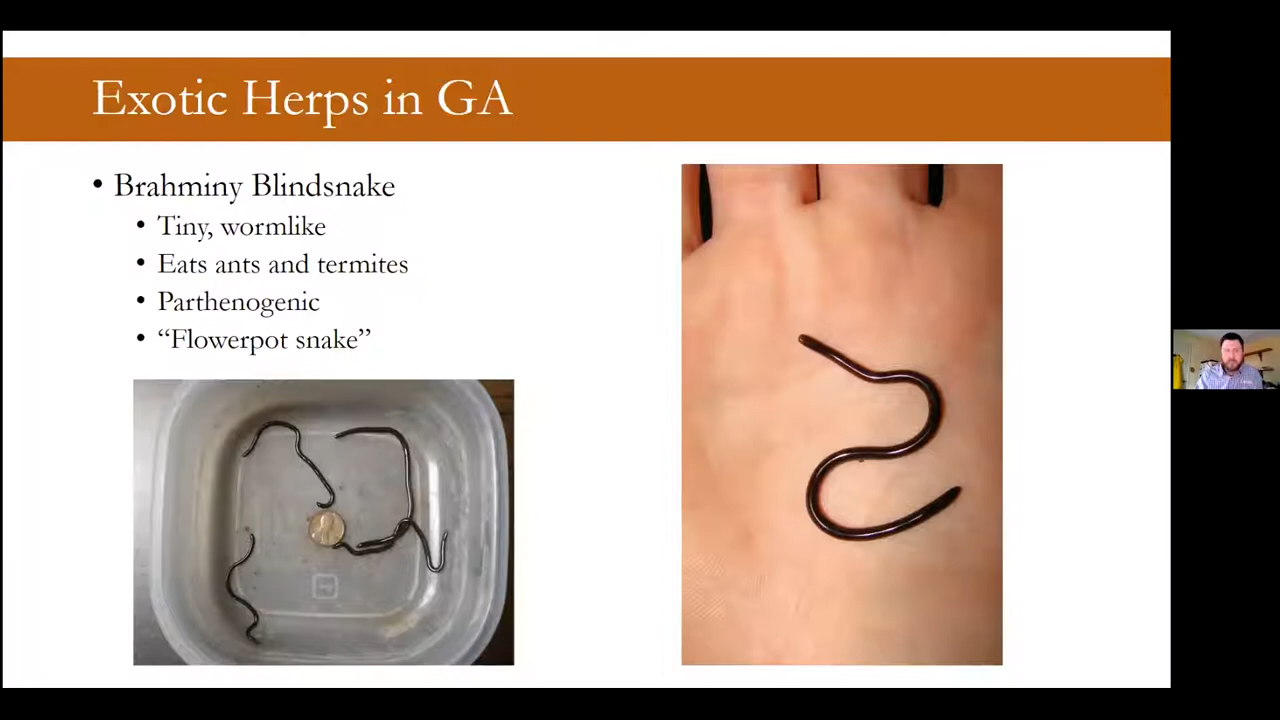 Exotic Herps in GA
• Brahminy Blindsnake
• Tiny, wormlike
• Eats ants and termites
• Parthenogenic
• “Flowerpot snake”